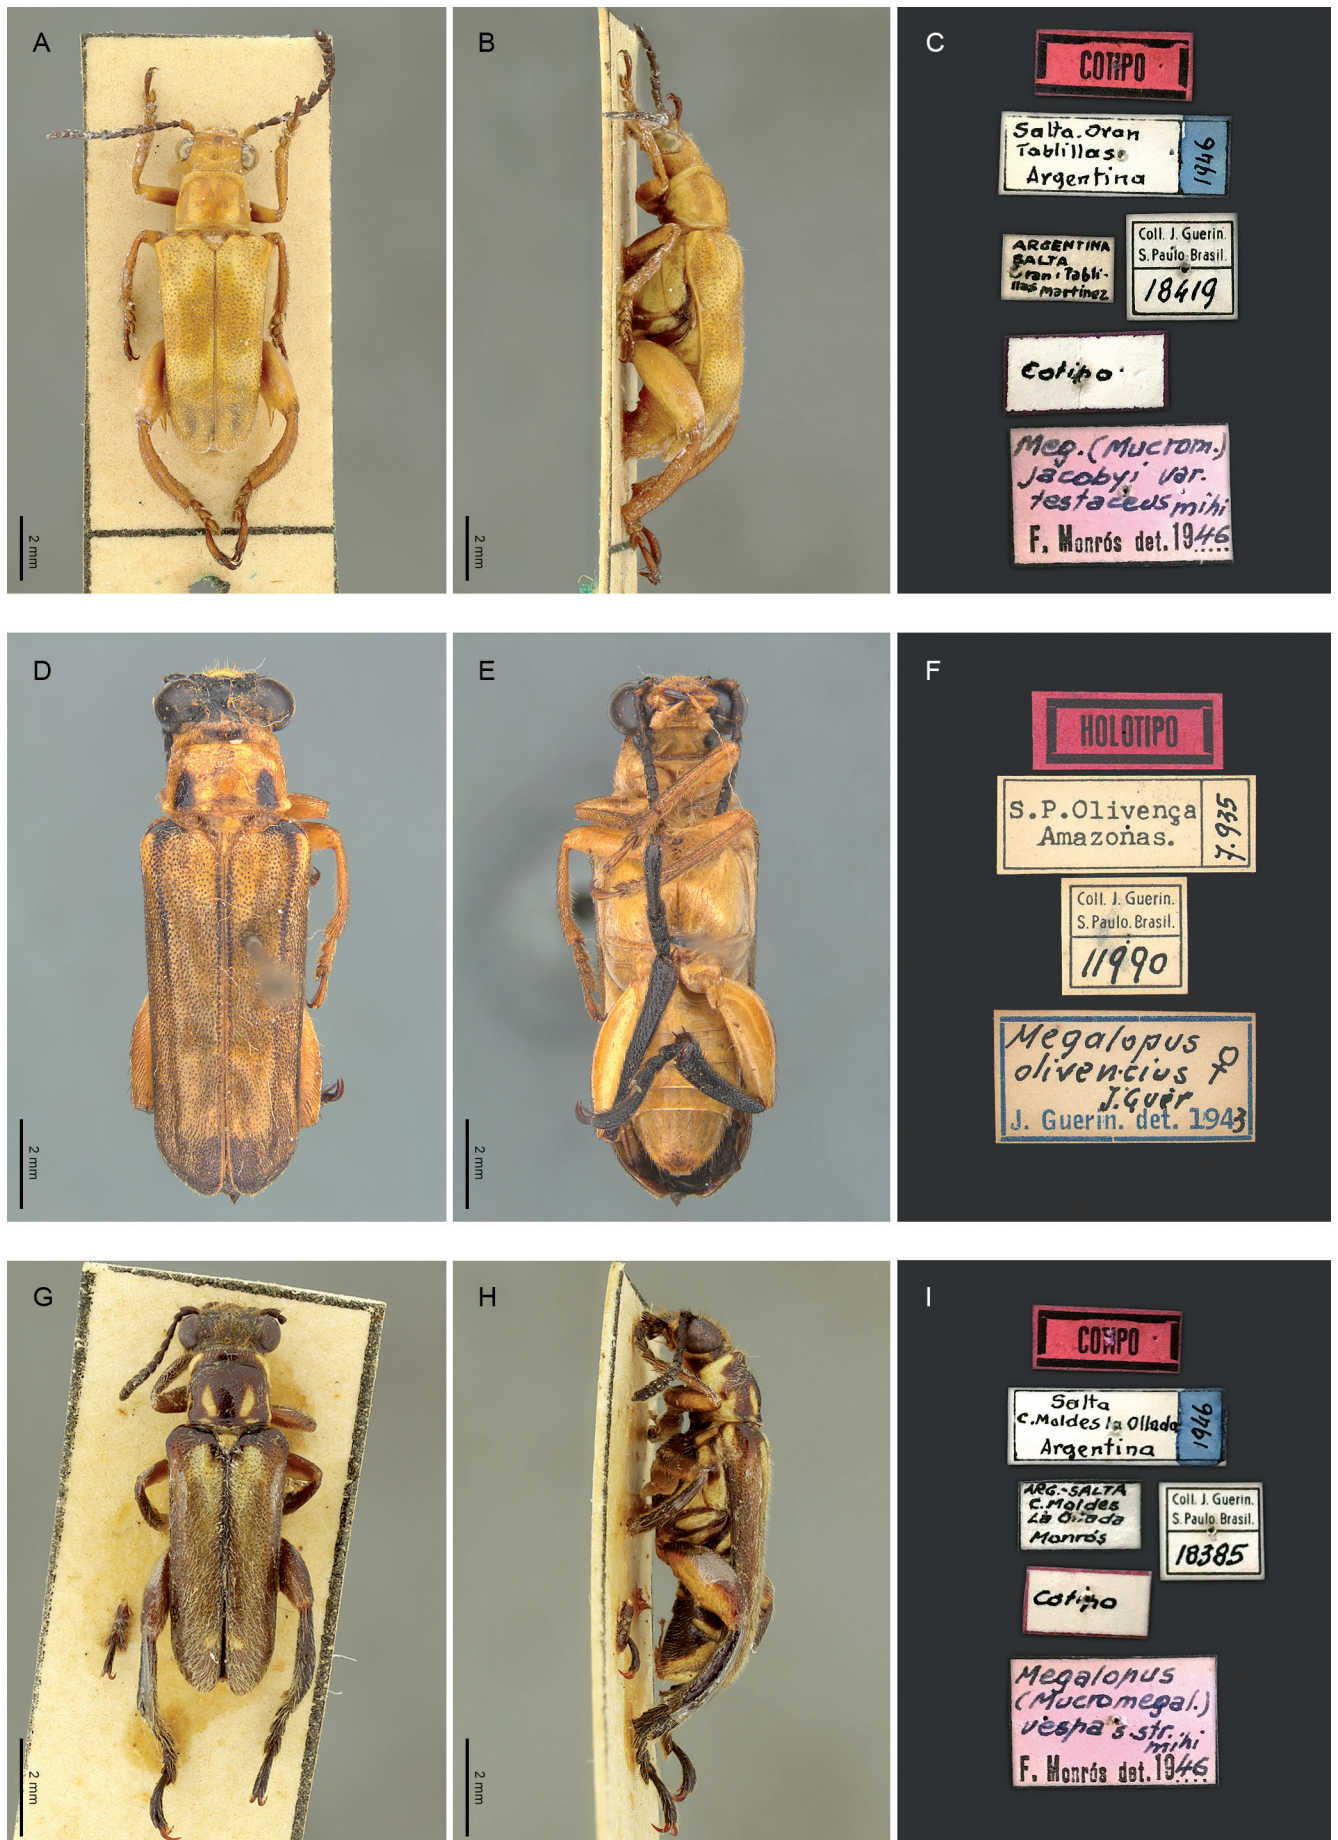 A
2 mm
B
2 mm
C
COTIPO
Salta. Oran
Tablillas
Argentina
1946
ARGENTINA
SALTA
Oran: Tabli-
llas Martinez
Coll. J. Guerin.
S. Paulo. Brasil.
18419
Cotipo
Meg. (Mucrom.)
jacobyi var.
testaceus mihi
F. Monrós det. 1946
D
2 mm
E
2 mm
F
HOLOTIPO
S.P.Olivença
Amazonas.
7.935
Coll. J. Guerin.
S. Paulo. Brasil.
11990
Megalopus
olivencius ♀
J. Guér
J. Guerin. det. 1943
G
2 mm
H
2 mm
I
COTIPO
Salta
C. Moldes la Ollada
Argentina
1946
ARG.-SALTA
C. Moldes
La Ollada
Monrós
Coll. J. Guerin.
S. Paulo. Brasil.
18385
Cotipo
Megalopus
(Mucromegal.)
vespa s. str.
mihi
F. Monrós det. 1946